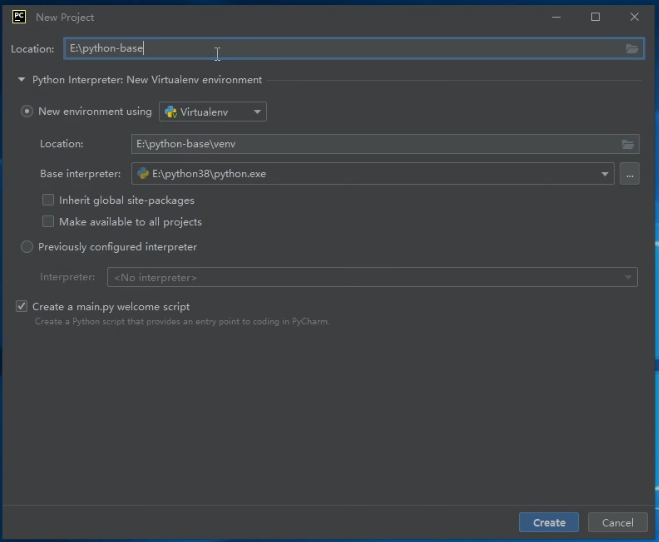 PC New Project
Location: E:\python-base
Python Interpreter: New Virtualenv environment
New environment using Virtualenv
Location: E:\python-base\venv
Base interpreter: E:\python38\python.exe ...
Inherit global site-packages
Make available to all projects
Previously configured interpreter
Interpreter: <No interpreter>
Create a main.py welcome script
Create a Python script that provides an entry point to coding in PyCharm.
Create Cancel